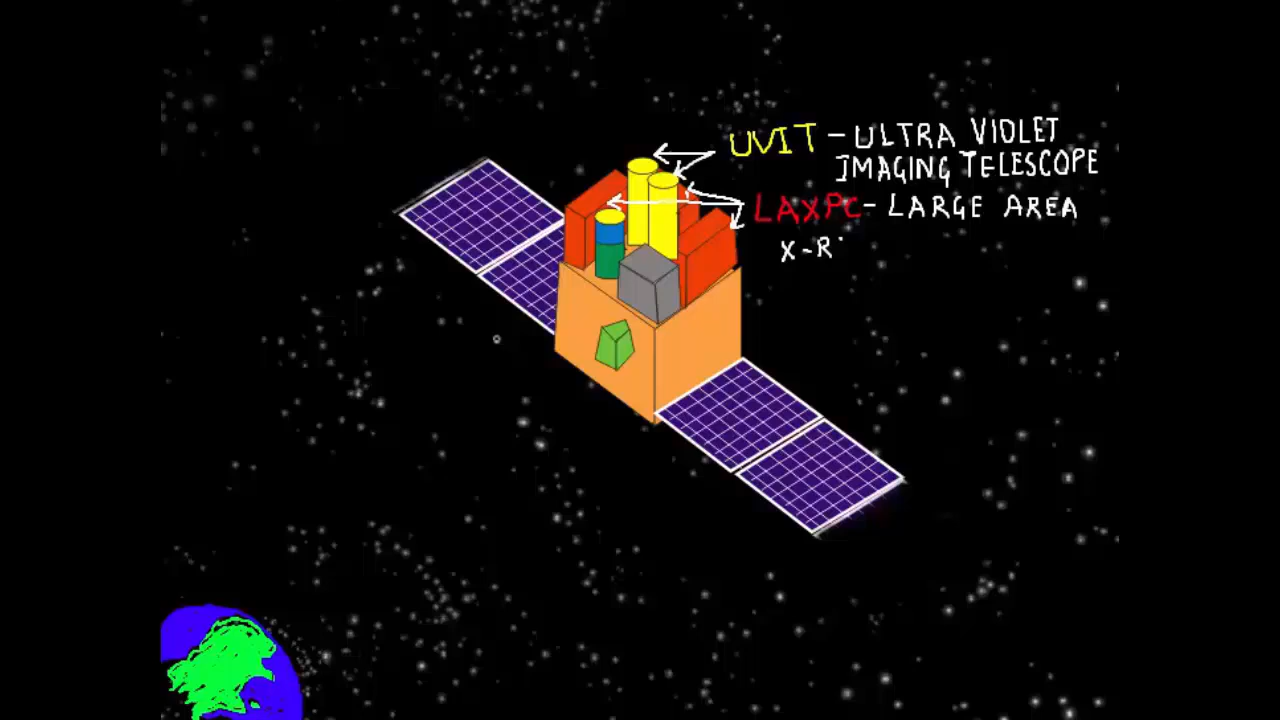 UVIT - ULTRA VIOLET
IMAGING TELESCOPE
LAXPC - LARGE AREA
X-R